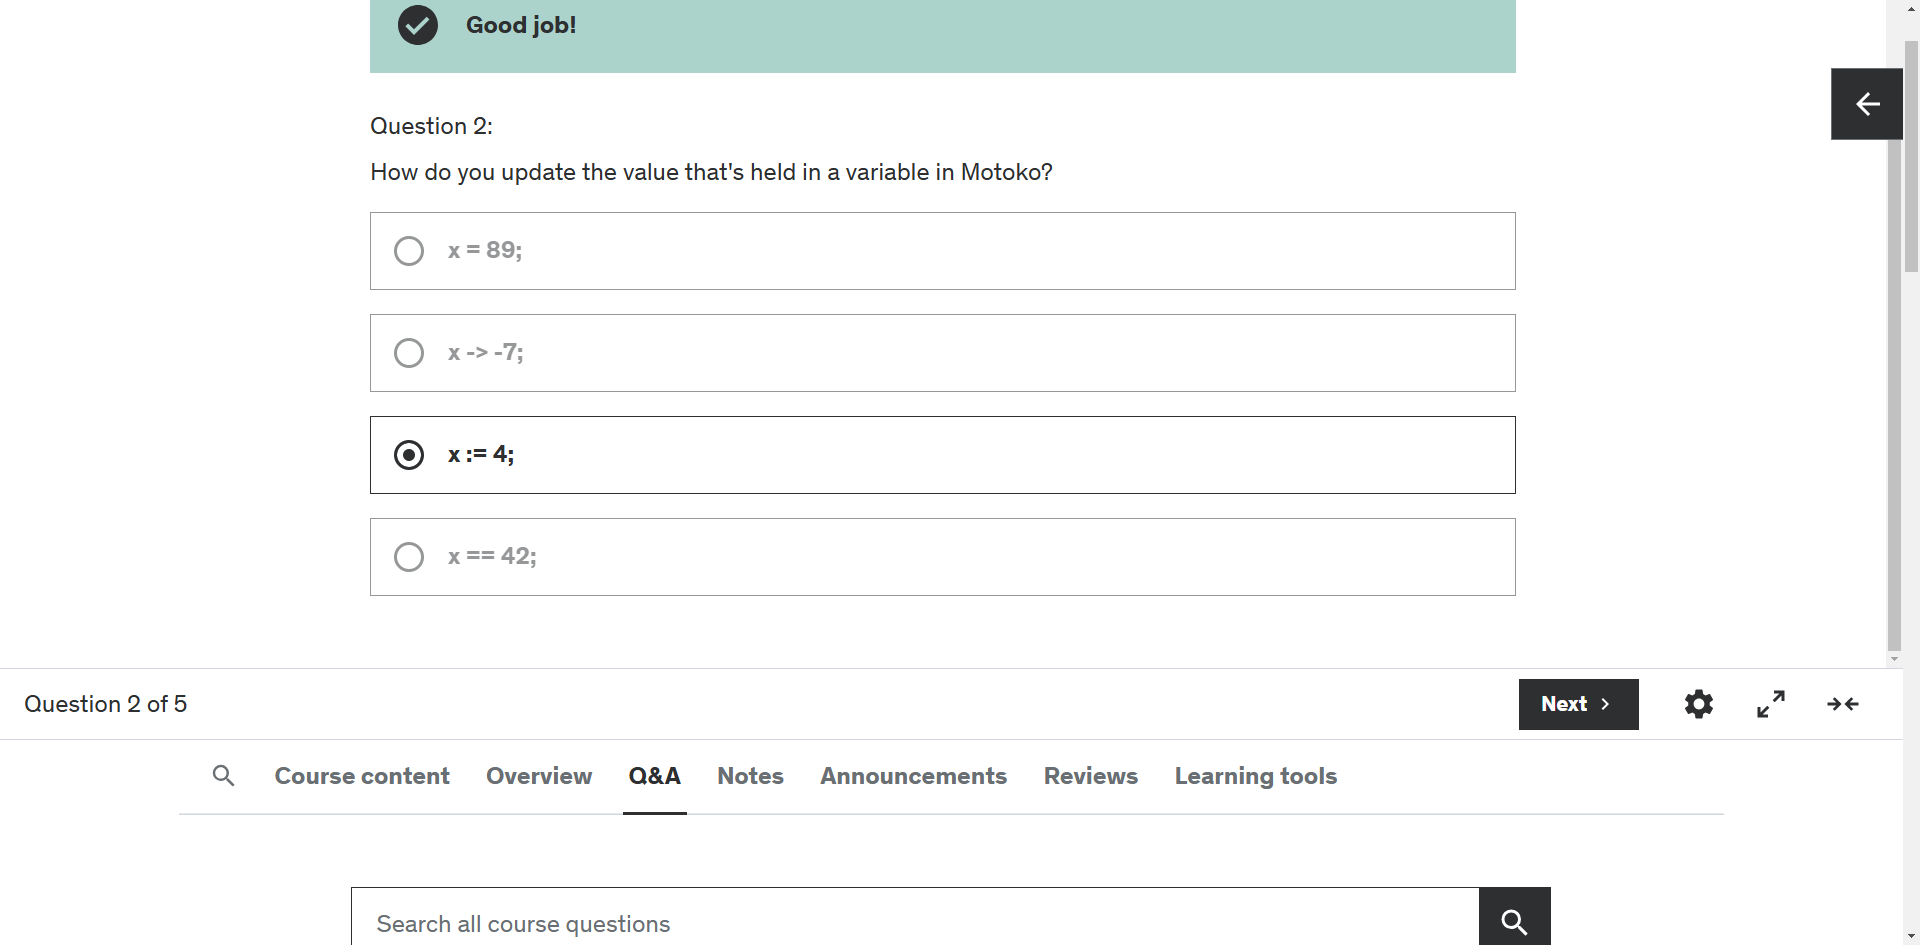 Good job!
Question 2:
How do you update the value that's held in a variable in Motoko?
x = 89;
x -> -7;
x := 4;
x == 42;
Question 2 of 5
Next
Course content Overview Q&A Notes Announcements Reviews Learning tools
Search all course questions